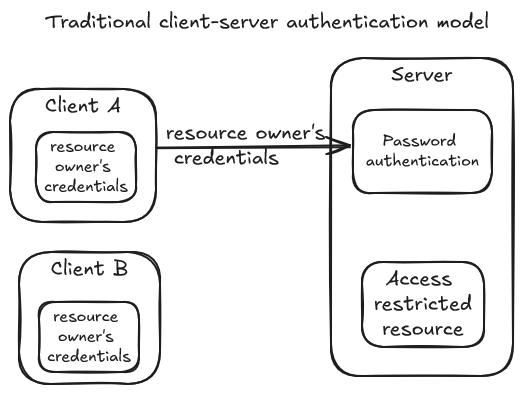 Traditional client-server authentication model
Server
Client A
resource
owner's
credentials
resource owner's
credentials
Password
authentication
Client B
resource
owner's
credentials
Access
restricted
resource